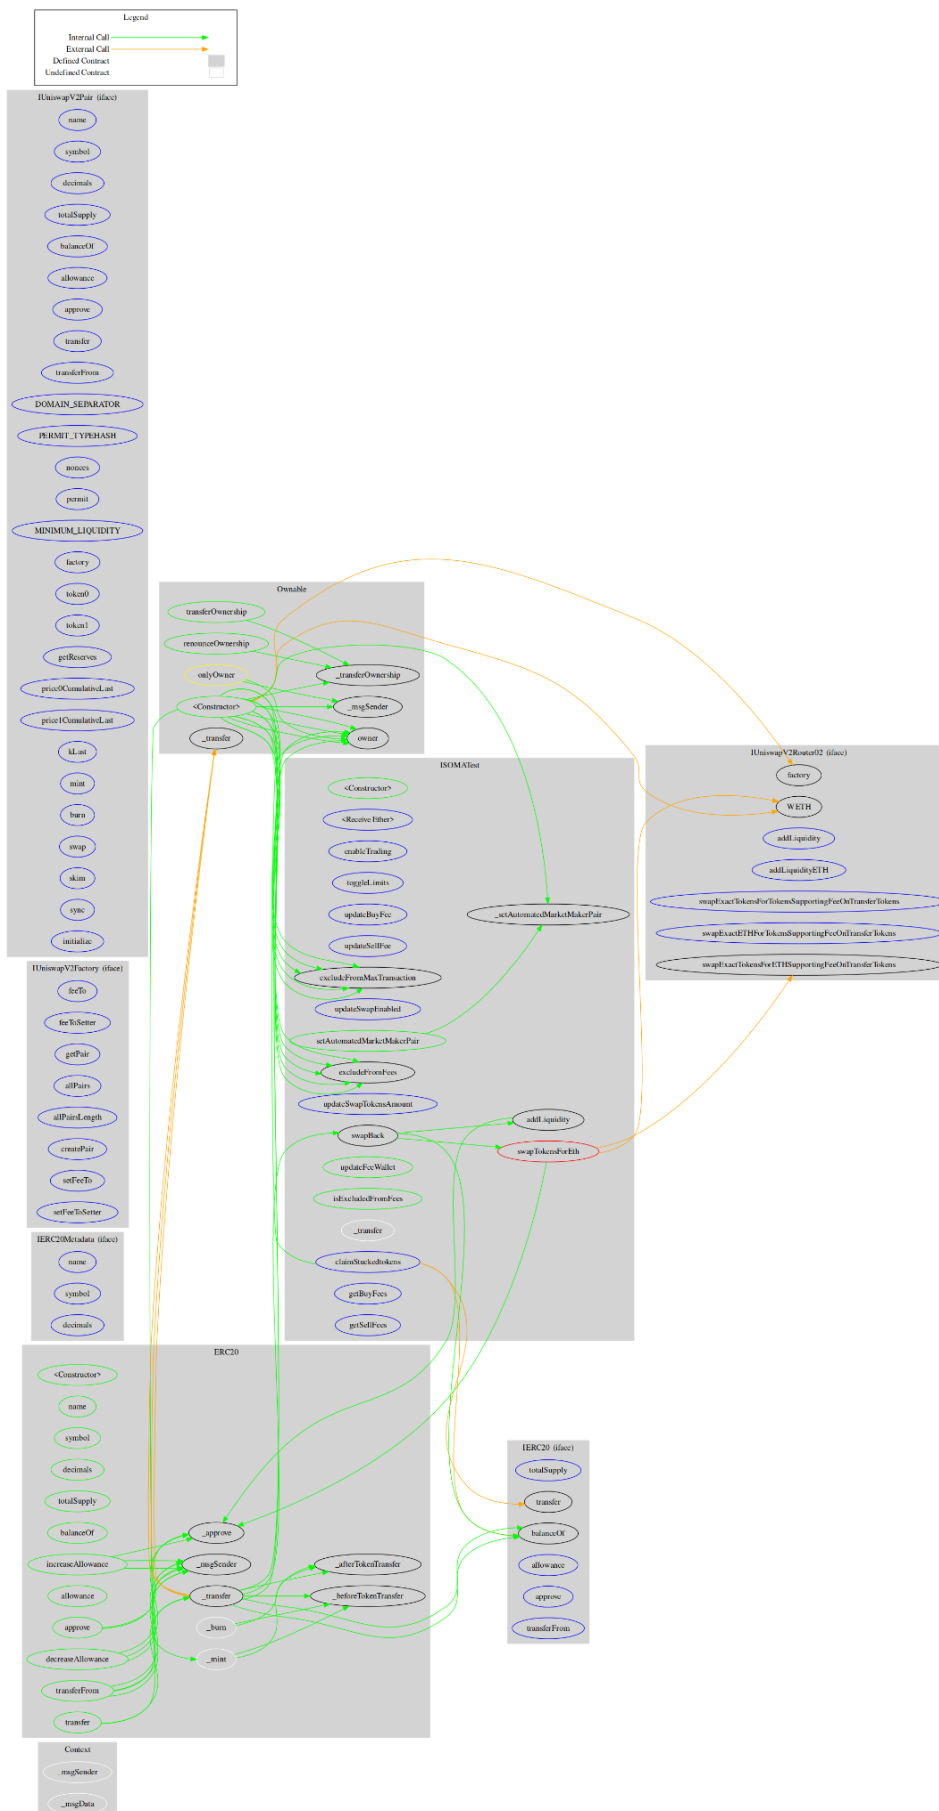 Legend
Internal Call
External Call
Defined Contract
Undefined Contract
IUniswapV2Pair (iface)
name
symbol
decimals
totalSupply
balanceOf
allowance
approve
transfer
transferFrom
DOMAIN_SEPARATOR
PERMIT_TYPEHASH
nonces
permit
MINIMUM_LIQUIDITY
factory
token0
token1
getReserves
price0CumulativeLast
price1CumulativeLast
kLast
mint
burn
swap
skim
sync
initialize
IUniswapV2Factory (iface)
feeTo
feeToSetter
getPair
allPairs
allPairsLength
createPair
setFeeTo
setFeeToSetter
IERC20Metadata (iface)
name
symbol
decimals
Ownable
transferOwnership
renounceOwnership
onlyOwner
<Constructor>
_transfer
_transferOwnership
_msgSender
owner
ISOMATest
<Constructor>
<Receive Ether>
enableTrading
toggleLimits
updateBuyFee
updateSellFee
excludeFromMaxTransaction
updateSwapEnabled
setAutomatedMarketMakerPair
excludeFromFees
updateSwapTokensAmount
swapBack
updateFeeWallet
isExcludedFromFees
_transfer
claimStuckedtokens
getBuyFees
getSellFees
_setAutomatedMarketMakerPair
addLiquidity
swapTokensForEth
IUniswapV2Router02 (iface)
factory
WETH
addLiquidity
addLiquidityETH
swapExactTokensForTokensSupportingFeeOnTransferTokens
swapExactETHForTokensSupportingFeeOnTransferTokens
swapExactTokensForETHSupportingFeeOnTransferTokens
ERC20
<Constructor>
name
symbol
decimals
totalSupply
balanceOf
increaseAllowance
allowance
approve
decreaseAllowance
transferFrom
transfer
_approve
_msgSender
_transfer
_burn
_mint
_afterTokenTransfer
_beforeTokenTransfer
IERC20 (iface)
totalSupply
transfer
balanceOf
allowance
approve
transferFrom
Context
_msgSender
_msgData